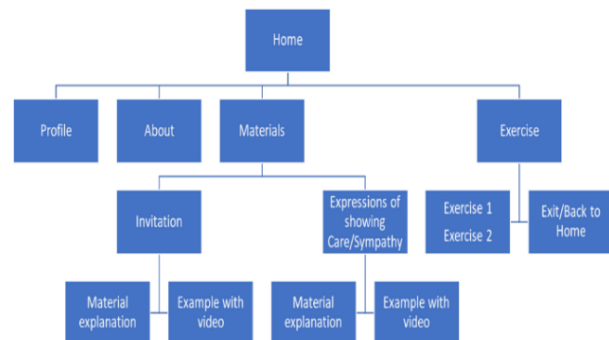 Home
Profile
About
Materials
Exercise
Invitation
Expressions of
showing
Care/Sympathy
Exercise 1
Exercise 2
Exit/Back to
Home
Material
explanation
Example with
video
Material
explanation
Example with
video